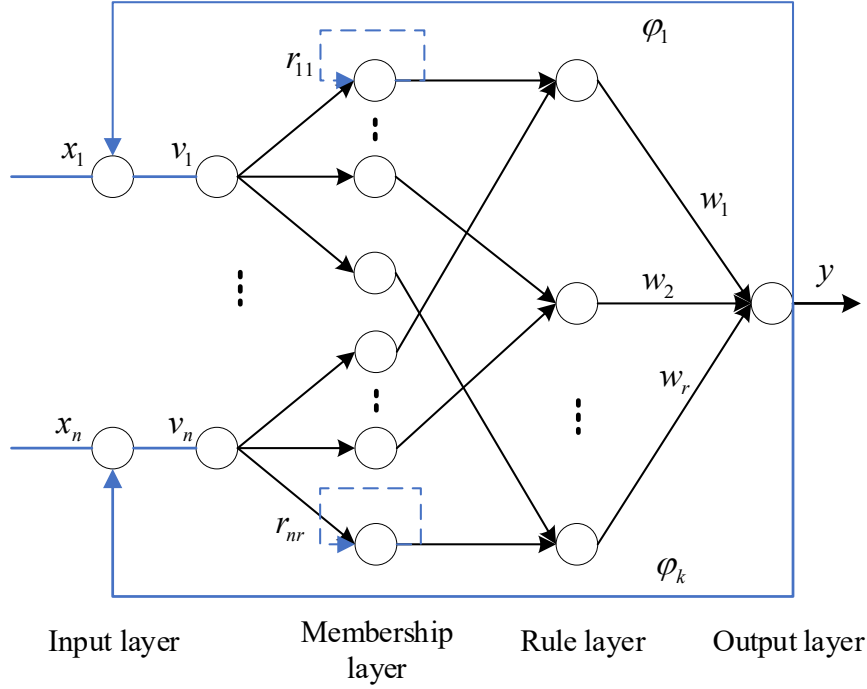 φ1
r11
x1
v1
w1
w2
y
wr
xn
vn
rnr
φk
Input layer
Membership
layer
Rule layer
Output layer